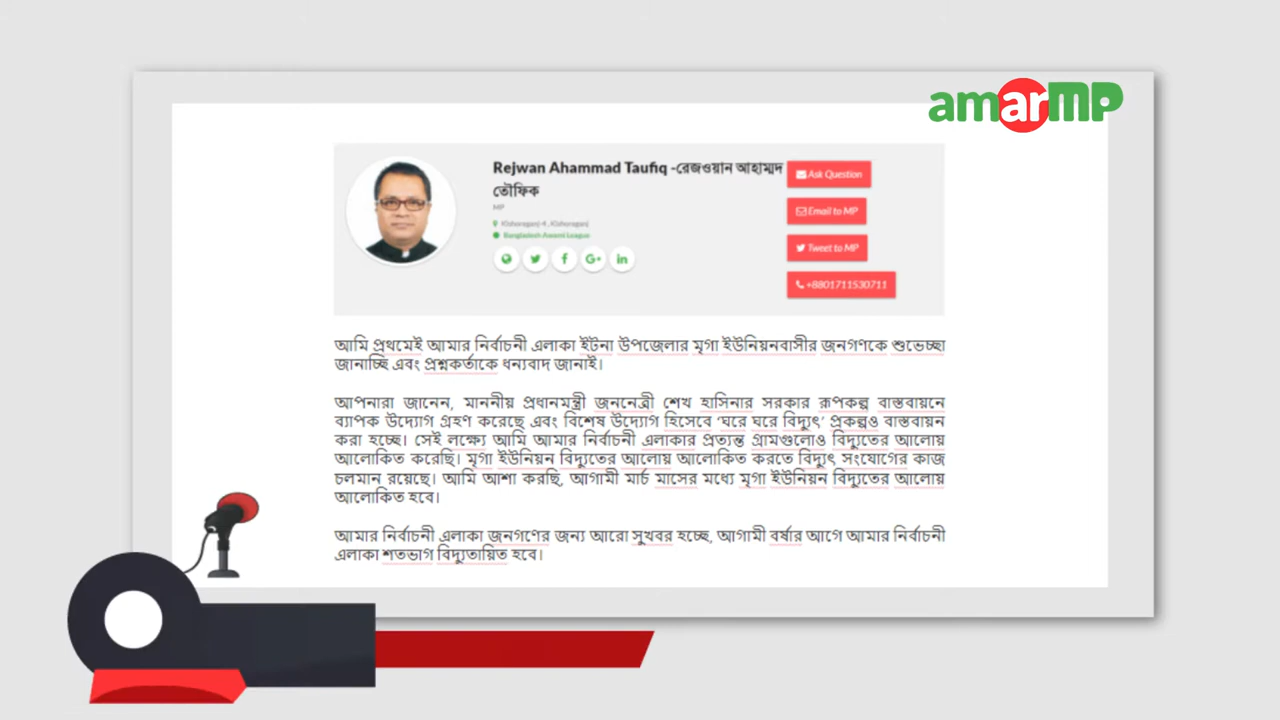 amarMP
Rejwan Ahammad Taufiq -রেজওয়ান আহাম্মদ
তৌফিক
MP
Kishoreganj-4 , Kishoreganj
Bangladesh Awami League
Ask Question
Email to MP
Tweet to MP
+8801711530711
আমি প্রথমেই আমার নির্বাচনী এলাকা ইটনা উপজেলার মৃগা ইউনিয়নবাসীর জনগণকে শুভেচ্ছা
জানাচ্ছি এবং প্রশ্নকর্তাকে ধন্যবাদ জানাই।
আপনারা জানেন, মাননীয় প্রধানমন্ত্রী জননেত্রী শেখ হাসিনার সরকার রূপকল্প বাস্তবায়নে
ব্যাপক উদ্যোগ গ্রহণ করেছে এবং বিশেষ উদ্যোগ হিসেবে ‘ঘরে ঘরে বিদ্যুৎ’ প্রকল্পও বাস্তবায়ন
করা হচ্ছে। সেই লক্ষ্যে আমি আমার নির্বাচনী এলাকার প্রত্যন্ত গ্রামগুলোও বিদ্যুতের আলোয়
আলোকিত করেছি। মৃগা ইউনিয়ন বিদ্যুতের আলোয় আলোকিত করতে বিদ্যুৎ সংযোগের কাজ
চলমান রয়েছে। আমি আশা করছি, আগামী মার্চ মাসের মধ্যে মৃগা ইউনিয়ন বিদ্যুতের আলোয়
আলোকিত হবে।
আমার নির্বাচনী এলাকা জনগণের জন্য আরো সুখবর হচ্ছে, আগামী বর্ষার আগে আমার নির্বাচনী
এলাকা শতভাগ বিদ্যুতায়িত হবে।